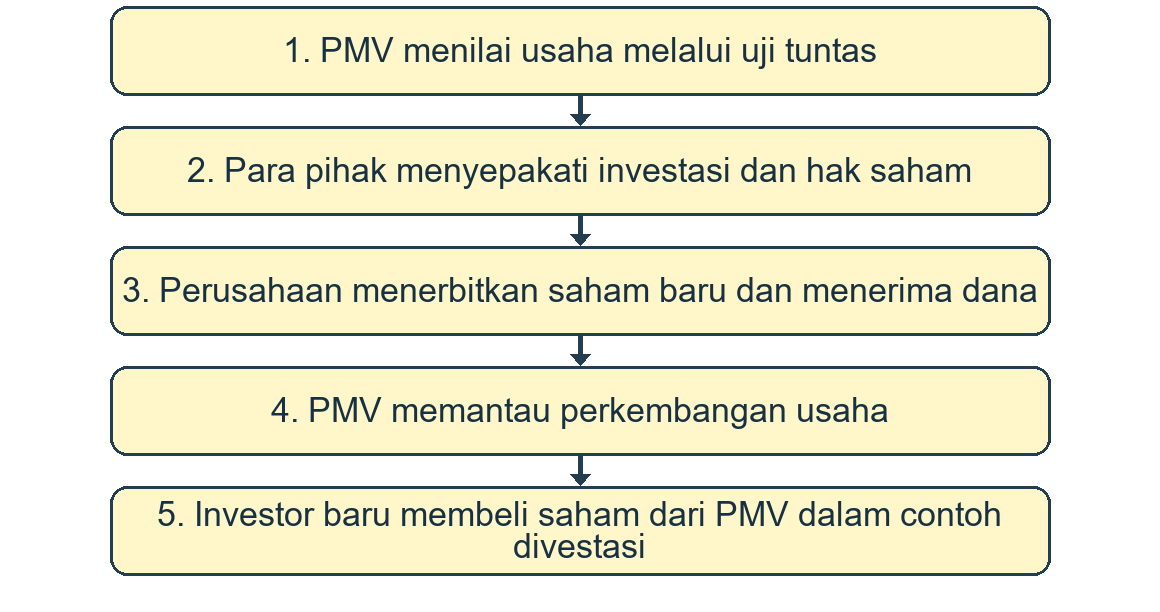 1. PMV menilai usaha melalui uji tuntas
2. Para pihak menyepakati investasi dan hak saham
3. Perusahaan menerbitkan saham baru dan menerima dana
4. PMV memantau perkembangan usaha
5. Investor baru membeli saham dari PMV dalam contoh
divestasi